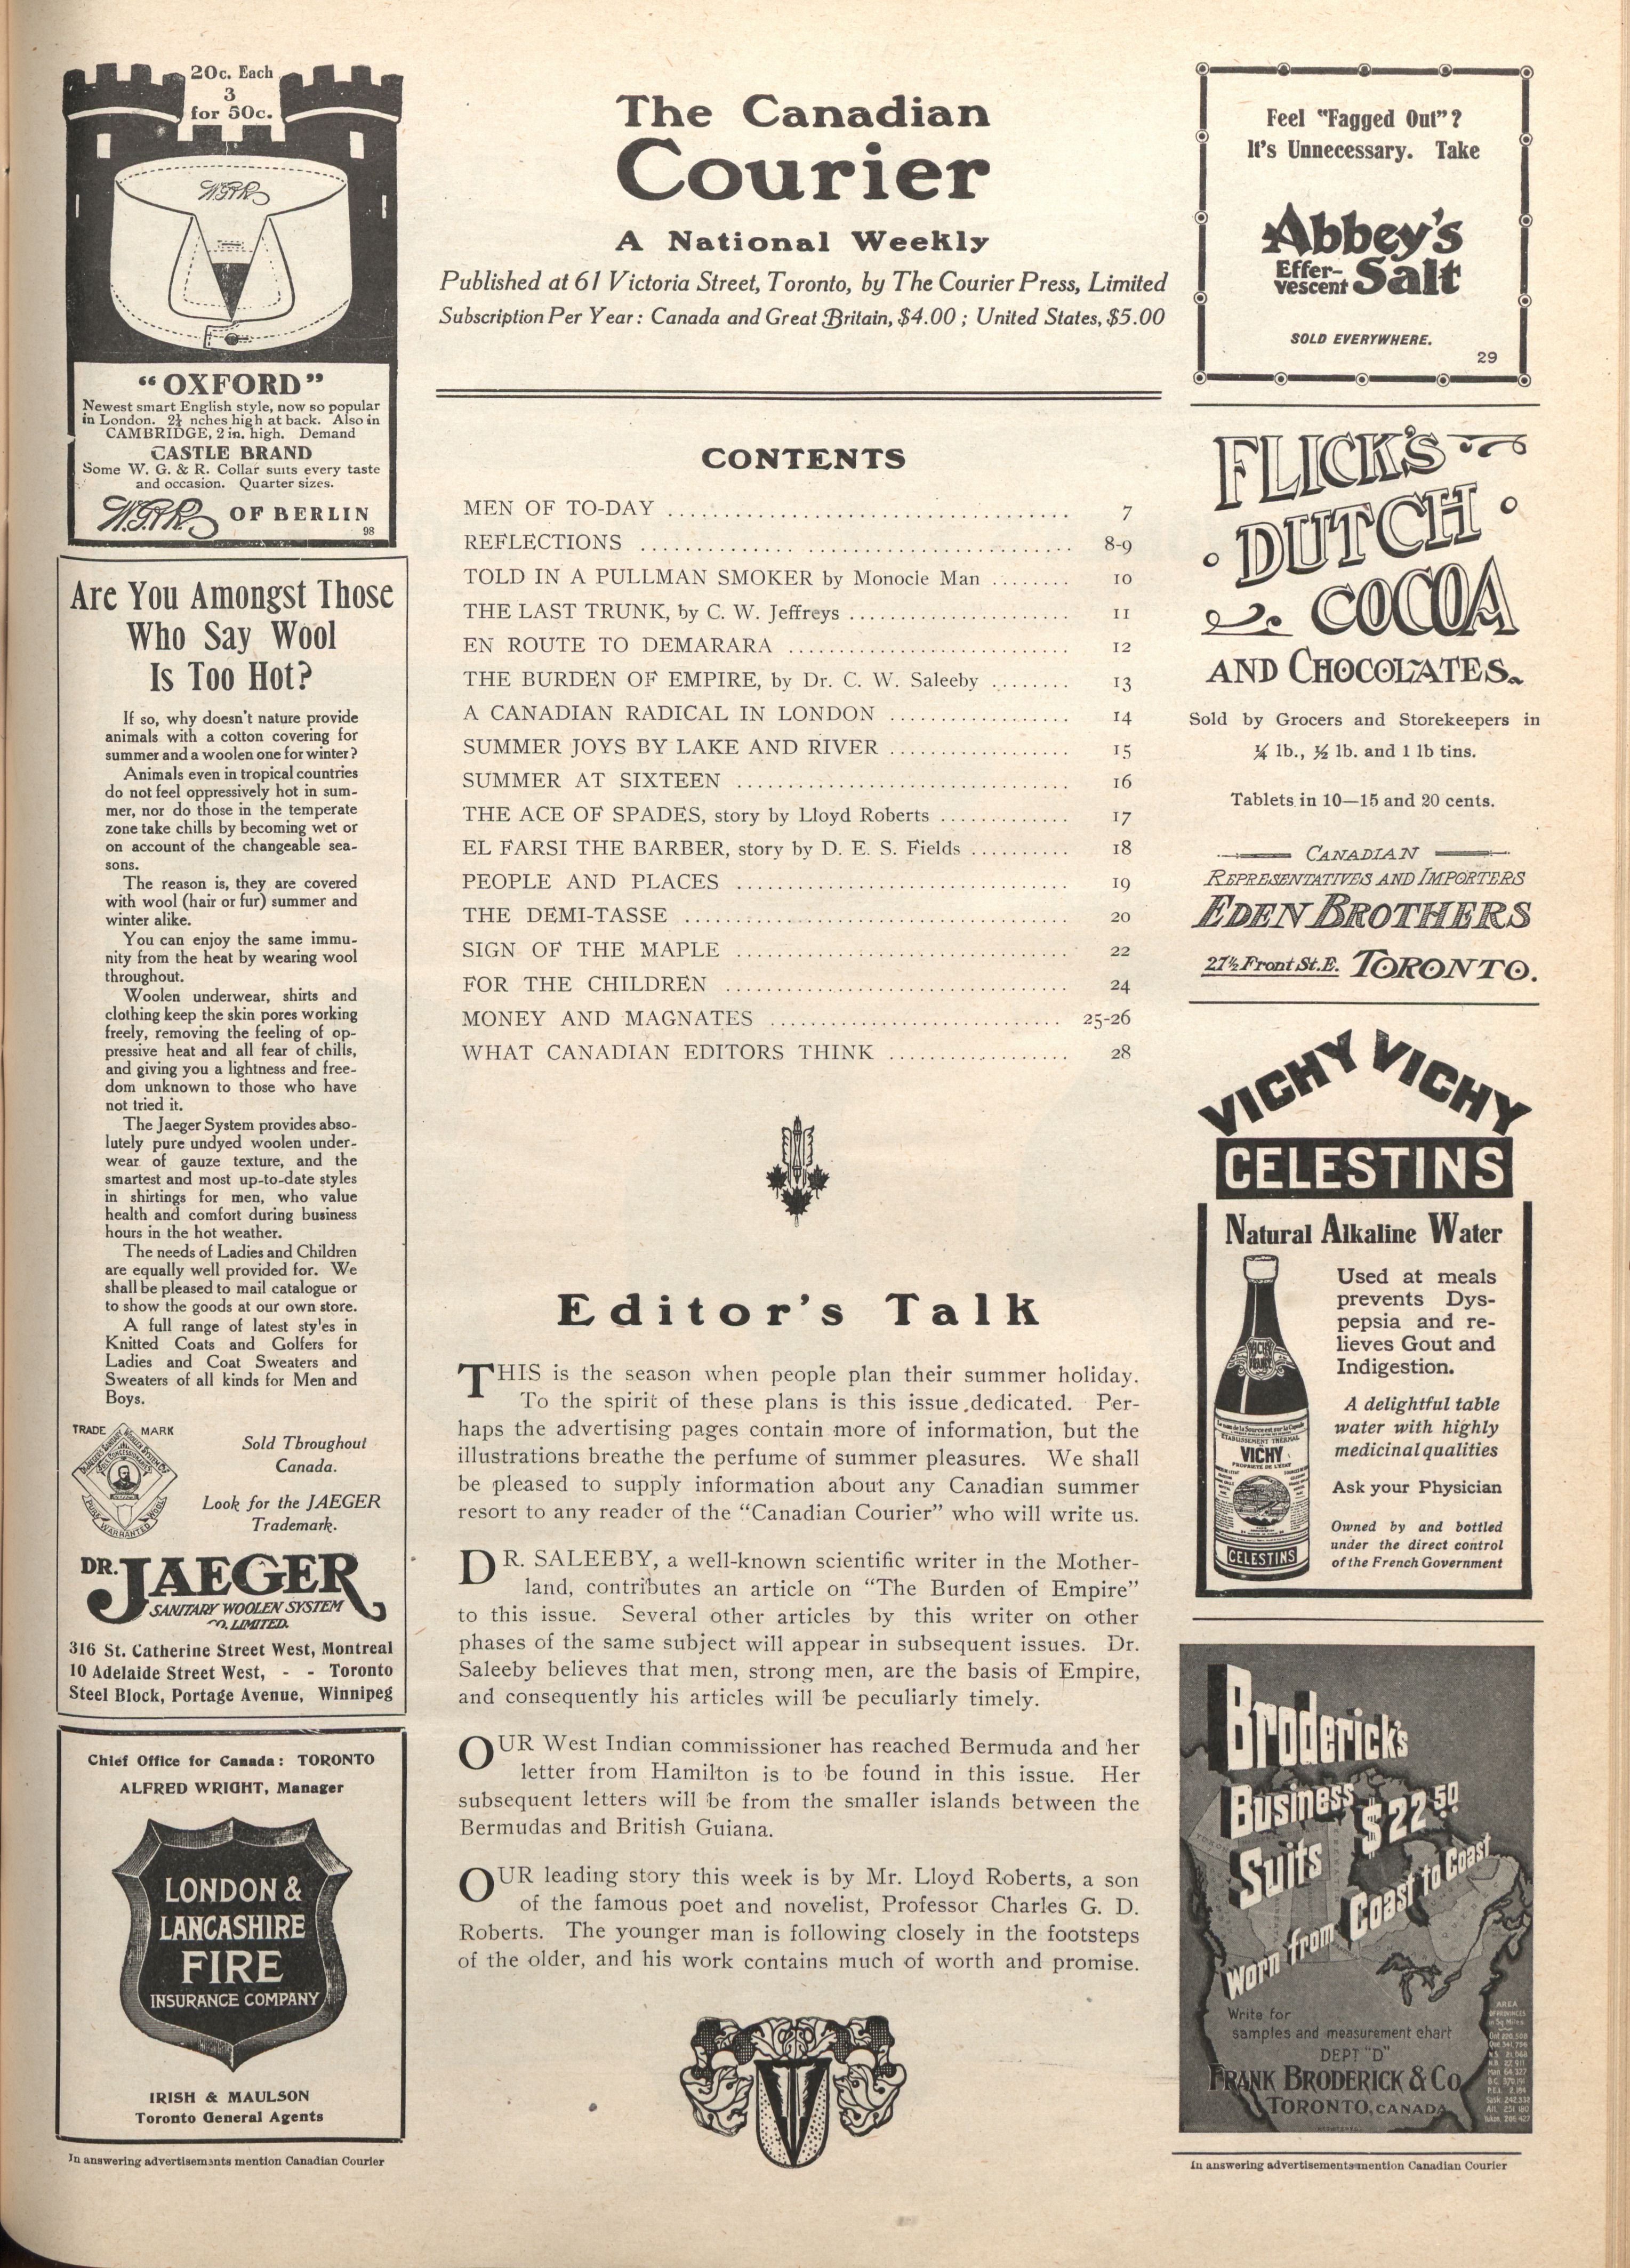 20c. Each
3
for 50c.
W.G.&R.
"OXFORD"
Newest smart English style, now so popular
in London. 2½ nches high at back. Also in
CAMBRIDGE, 2 in. high. Demand
CASTLE BRAND
Some W. G. & R. Collar suits every taste
and occasion. Quarter sizes.
W.G.&R. OF BERLIN
98
Are You Amongst Those
Who Say Wool
Is Too Hot?
If so, why doesn't nature provide
animals with a cotton covering for
summer and a woolen one for winter?
Animals even in tropical countries
do not feel oppressively hot in sum-
mer, nor do those in the temperate
zone take chills by becoming wet or
on account of the changeable sea-
sons.
The reason is, they are covered
with wool (hair or fur) summer and
winter alike.
You can enjoy the same immu-
nity from the heat by wearing wool
throughout.
Woolen underwear, shirts and
clothing keep the skin pores working
freely, removing the feeling of op-
pressive heat and all fear of chills,
and giving you a lightness and free-
dom unknown to those who have
not tried it.
The Jaeger System provides abso-
lutely pure undyed woolen under-
wear of gauze texture, and the
smartest and most up-to-date styles
in shirtings for men, who value
health and comfort during business
hours in the hot weather.
The needs of Ladies and Children
are equally well provided for. We
shall be pleased to mail catalogue or
to show the goods at our own store.
A full range of latest sty'es in
Knitted Coats and Golfers for
Ladies and Coat Sweaters and
Sweaters of all kinds for Men and
Boys.
TRADE MARK
PURE WOOL
WARRANTED
Sold Throughout
Canada.
Look for the JAEGER
Trademark.
DR. JAEGER
SANITARY WOOLEN SYSTEM
CO. LIMITED.
316 St. Catherine Street West, Montreal
10 Adelaide Street West, - - Toronto
Steel Block, Portage Avenue, Winnipeg
Chief Office for Canada: TORONTO
ALFRED WRIGHT, Manager
LONDON &
LANCASHIRE
FIRE
INSURANCE COMPANY
IRISH & MAULSON
Toronto General Agents
In answering advertisements mention Canadian Courier
The Canadian
Courier
A National Weekly
Published at 61 Victoria Street, Toronto, by The Courier Press, Limited
Subscription Per Year: Canada and Great Britain, $4.00; United States, $5.00
CONTENTS
MEN OF TO-DAY .......... 7
REFLECTIONS .......... 8-9
TOLD IN A PULLMAN SMOKER by Monocle Man .......... 10
THE LAST TRUNK, by C. W. Jeffreys .......... 11
EN ROUTE TO DEMARARA .......... 12
THE BURDEN OF EMPIRE, by Dr. C. W. Saleeby .......... 13
A CANADIAN RADICAL IN LONDON .......... 14
SUMMER JOYS BY LAKE AND RIVER .......... 15
SUMMER AT SIXTEEN .......... 16
THE ACE OF SPADES, story by Lloyd Roberts .......... 17
EL FARSI THE BARBER, story by D. E. S. Fields .......... 18
PEOPLE AND PLACES .......... 19
THE DEMI-TASSE .......... 20
SIGN OF THE MAPLE .......... 22
FOR THE CHILDREN .......... 24
MONEY AND MAGNATES .......... 25-26
WHAT CANADIAN EDITORS THINK .......... 28
Editor's Talk
THIS is the season when people plan their summer holiday.
To the spirit of these plans is this issue dedicated. Per-
haps the advertising pages contain more of information, but the
illustrations breathe the perfume of summer pleasures. We shall
be pleased to supply information about any Canadian summer
resort to any reader of the "Canadian Courier" who will write us.
DR. SALEEBY, a well-known scientific writer in the Mother-
land, contributes an article on "The Burden of Empire"
to this issue. Several other articles by this writer on other
phases of the same subject will appear in subsequent issues. Dr.
Saleeby believes that men, strong men, are the basis of Empire,
and consequently his articles will be peculiarly timely.
OUR West Indian commissioner has reached Bermuda and her
letter from Hamilton is to be found in this issue. Her
subsequent letters will be from the smaller islands between the
Bermudas and British Guiana.
OUR leading story this week is by Mr. Lloyd Roberts, a son
of the famous poet and novelist, Professor Charles G. D.
Roberts. The younger man is following closely in the footsteps
of the older, and his work contains much of worth and promise.
Feel "Fagged Out"?
It's Unnecessary. Take
Abbey's
Effer-
vescent Salt
SOLD EVERYWHERE.
29
FLICK'S
DUTCH
COCOA
AND CHOCOLATES.
Sold by Grocers and Storekeepers in
¼ lb., ½ lb. and 1 lb tins.
Tablets in 10—15 and 20 cents.
CANADIAN
REPRESENTATIVES AND IMPORTERS
EDEN BROTHERS
27½ Front St. E. TORONTO.
VICHY VICHY
CELESTINS
Natural Alkaline Water
Used at meals
prevents Dys-
pepsia and re-
lieves Gout and
Indigestion.
A delightful table
water with highly
medicinal qualities
Ask your Physician
Owned by and bottled
under the direct control
of the French Government
ETABLISSEMENT THERMAL
VICHY
PROPRIÉTÉ DE L'ETAT
CELESTINS
Broderick's
Business
Suits $22.50
Worn from Coast to Coast
Write for
samples and measurement chart
DEPT "D"
FRANK BRODERICK & Co
TORONTO, CANADA
AREA
OF PROVINCES
in Sq Miles
In answering advertisements mention Canadian Courier